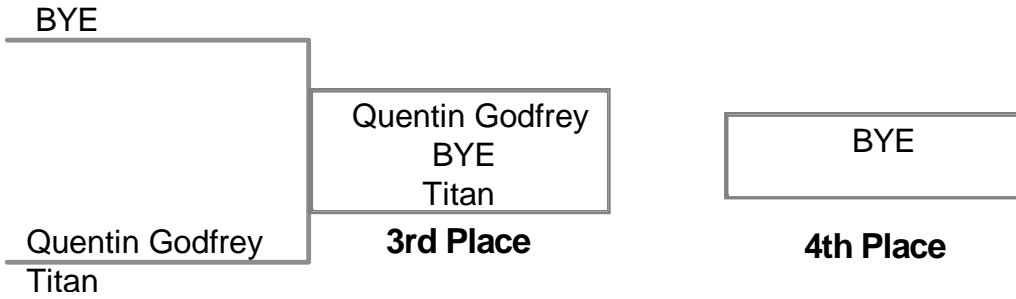 BYE
Quentin Godfrey
BYE
Titan
3rd Place
BYE
4th Place
Quentin Godfrey
Titan